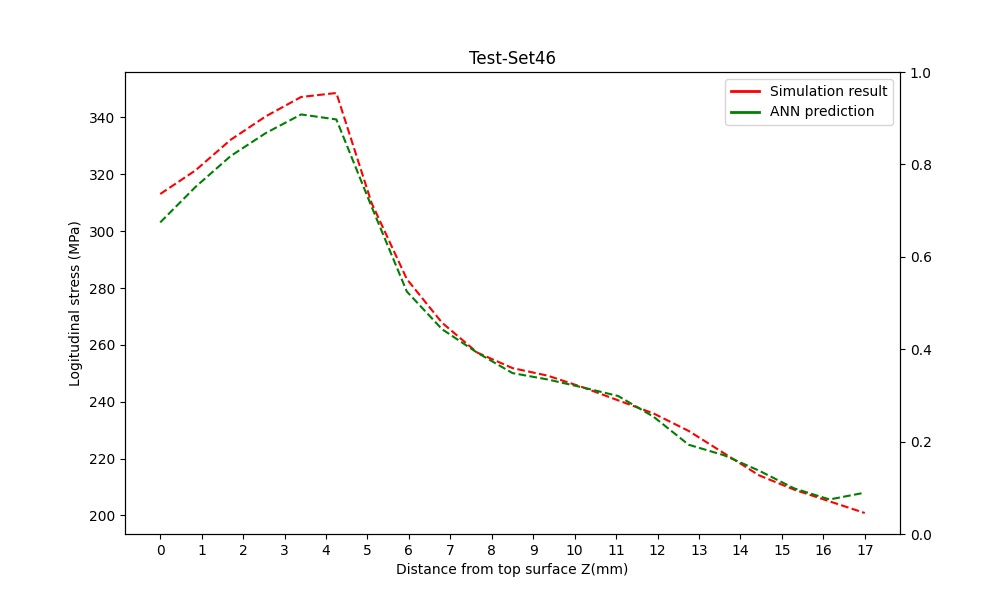 Test-Set46
Simulation result
ANN prediction
Logitudinal stress (MPa)
340
320
300
280
260
240
220
200
1.0
0.8
0.6
0.4
0.2
0.0
0 1 2 3 4 5 6 7 8 9 10 11 12 13 14 15 16 17
Distance from top surface Z(mm)